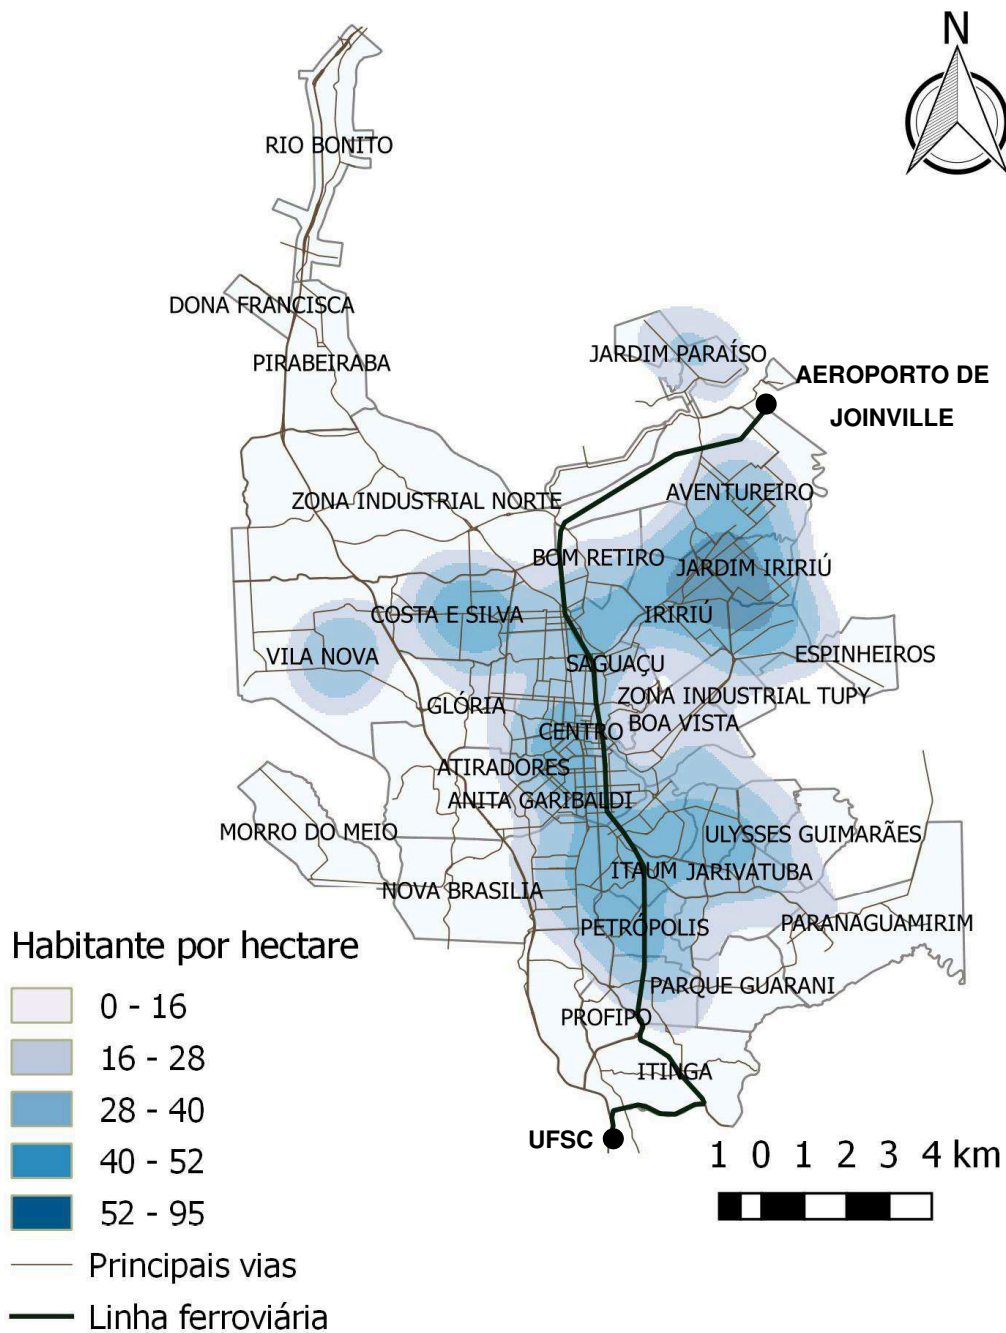 N
RIO BONITO
DONA FRANCISCA
PIRABEIRABA
JARDIM PARAÍSO
AEROPORTO DE
JOINVILLE
ZONA INDUSTRIAL NORTE
AVENTUREIRO
BOM RETIRO
JARDIM IRIRIÚ
COSTA E SILVA
IRIRIÚ
VILA NOVA
SAGUAÇU
ESPINHEIROS
GLÓRIA
ZONA INDUSTRIAL TUPY
CENTRO
BOA VISTA
ATIRADORES
ANITA GARIBALDI
MORRO DO MEIO
ULYSSES GUIMARÃES
NOVA BRASILIA
ITAUM
JARIVATUBA
PETRÓPOLIS
PARANAGUAMIRIM
PARQUE GUARANI
PROFIPO
ITINGA
UFSC
Habitante por hectare
0 - 16
16 - 28
28 - 40
40 - 52
52 - 95
Principais vias
Linha ferroviária
1 0 1 2 3 4 km